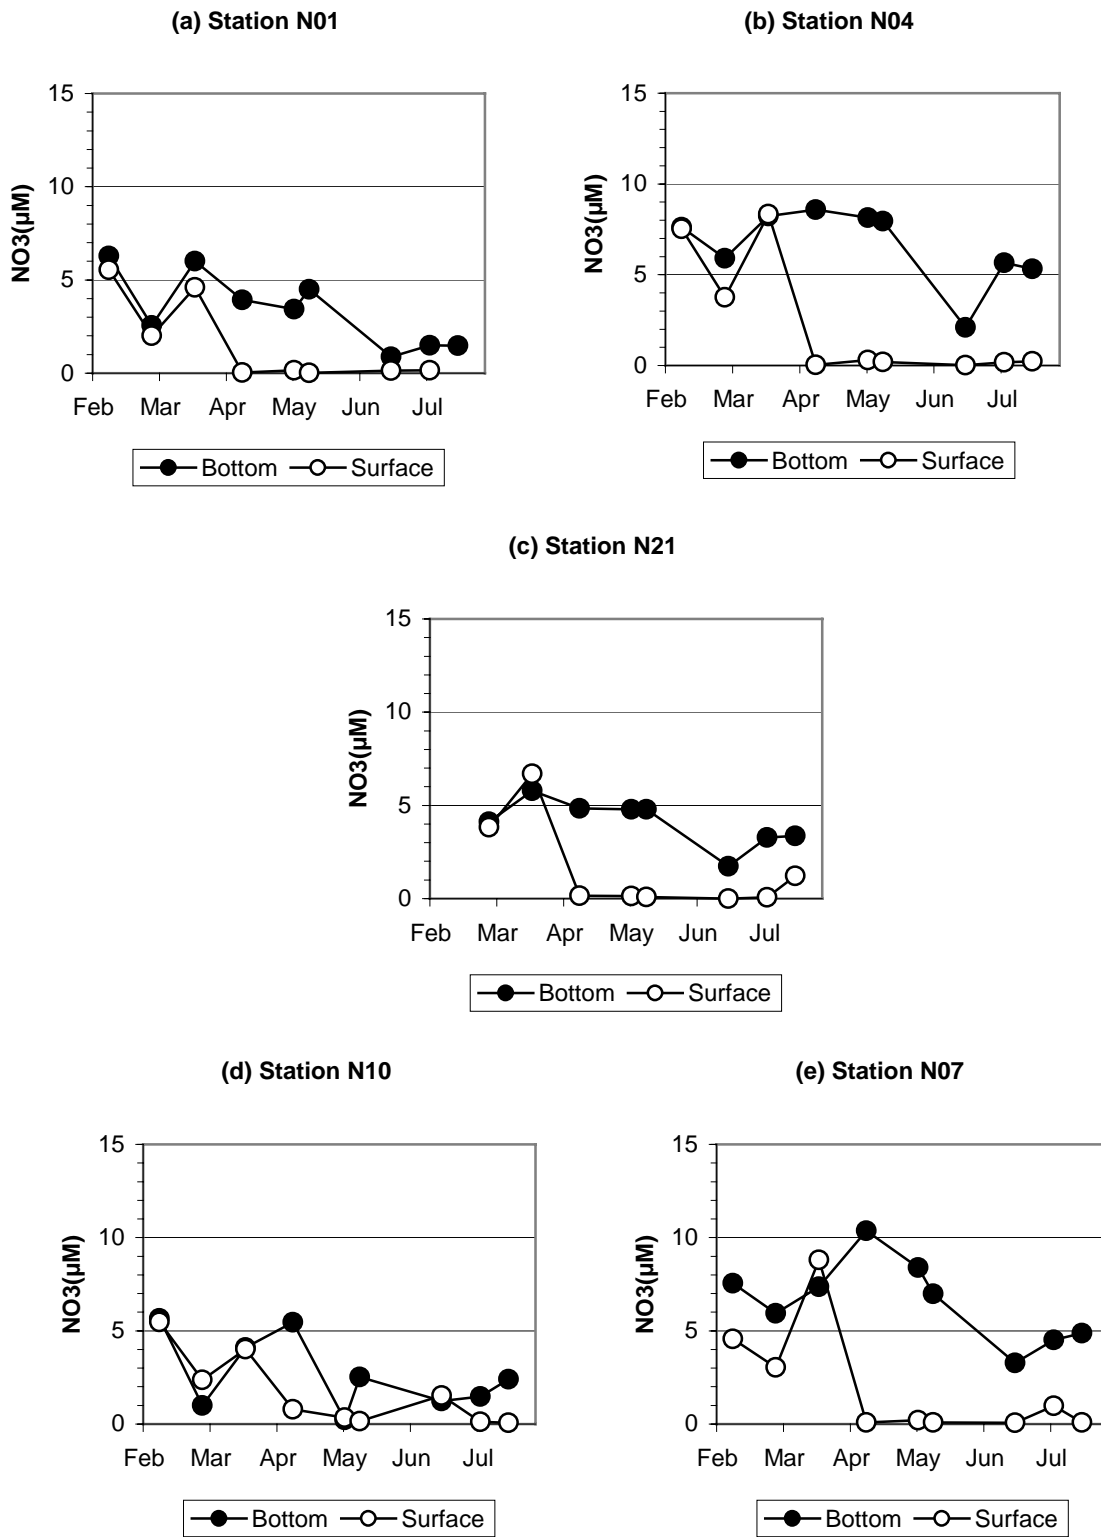 (a) Station N01
15
10
5
0
NO3(µM)
Feb Mar Apr May Jun Jul
Bottom Surface
(b) Station N04
15
10
5
0
NO3(µM)
Feb Mar Apr May Jun Jul
Bottom Surface
(c) Station N21
15
10
5
0
NO3(µM)
Feb Mar Apr May Jun Jul
Bottom Surface
(d) Station N10
15
10
5
0
NO3(µM)
Feb Mar Apr May Jun Jul
Bottom Surface
(e) Station N07
15
10
5
0
NO3(µM)
Feb Mar Apr May Jun Jul
Bottom Surface